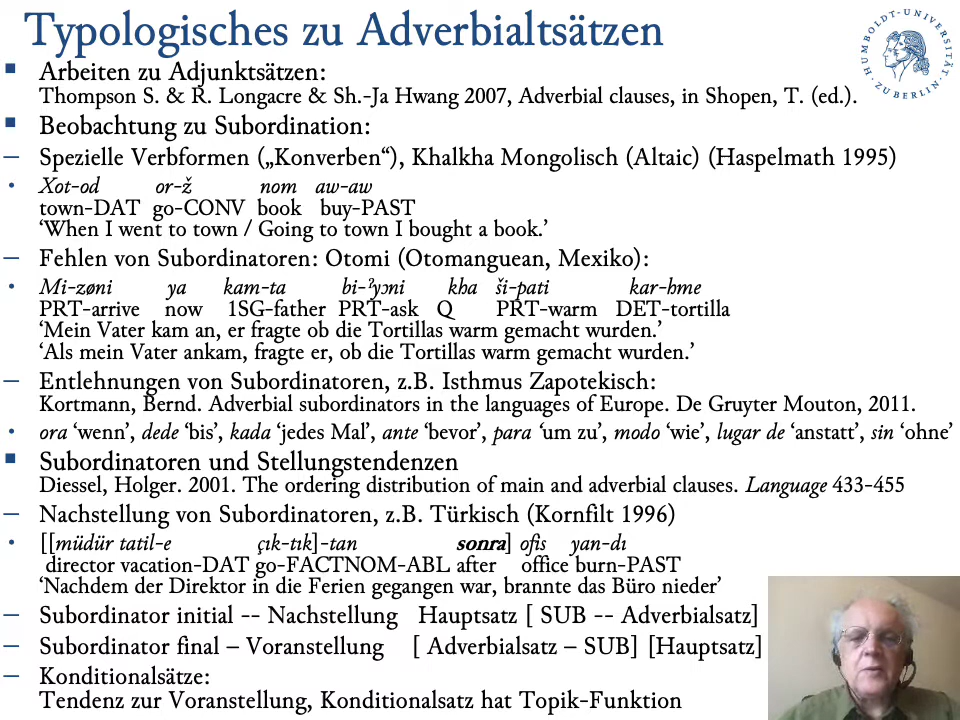 Typologisches zu Adverbialtsätzen
HUMBOLDT-UNIVERSITÄT ZU BERLIN
▪ Arbeiten zu Adjunktsätzen:
Thompson S. & R. Longacre & Sh.-Ja Hwang 2007, Adverbial clauses, in Shopen, T. (ed.).
▪ Beobachtung zu Subordination:
– Spezielle Verbformen („Konverben“), Khalkha Mongolisch (Altaic) (Haspelmath 1995)
• Xot-od or-ž nom aw-aw
town-DAT go-CONV book buy-PAST
‘When I went to town / Going to town I bought a book.’
– Fehlen von Subordinatoren: Otomi (Otomanguean, Mexiko):
• Mi-zøni ya kam-ta bi-ʔyɔni kha ši-pati kar-hme
PRT-arrive now 1SG-father PRT-ask Q PRT-warm DET-tortilla
‘Mein Vater kam an, er fragte ob die Tortillas warm gemacht wurden.’
‘Als mein Vater ankam, fragte er, ob die Tortillas warm gemacht wurden.’
– Entlehnungen von Subordinatoren, z.B. Isthmus Zapotekisch:
Kortmann, Bernd. Adverbial subordinators in the languages of Europe. De Gruyter Mouton, 2011.
• ora ‘wenn’, dede ‘bis’, kada ‘jedes Mal’, ante ‘bevor’, para ‘um zu’, modo ‘wie’, lugar de ‘anstatt’, sin ‘ohne’
▪ Subordinatoren und Stellungstendenzen
Diessel, Holger. 2001. The ordering distribution of main and adverbial clauses. Language 433-455
– Nachstellung von Subordinatoren, z.B. Türkisch (Kornfilt 1996)
• [[müdür tatil-e çık-tık]-tan sonra] ofis yan-dı
director vacation-DAT go-FACTNOM-ABL after office burn-PAST
‘Nachdem der Direktor in die Ferien gegangen war, brannte das Büro nieder’
– Subordinator initial -- Nachstellung Hauptsatz [ SUB -- Adverbialsatz]
– Subordinator final – Voranstellung [ Adverbialsatz – SUB] [Hauptsatz]
– Konditionalsätze:
Tendenz zur Voranstellung, Konditionalsatz hat Topik-Funktion